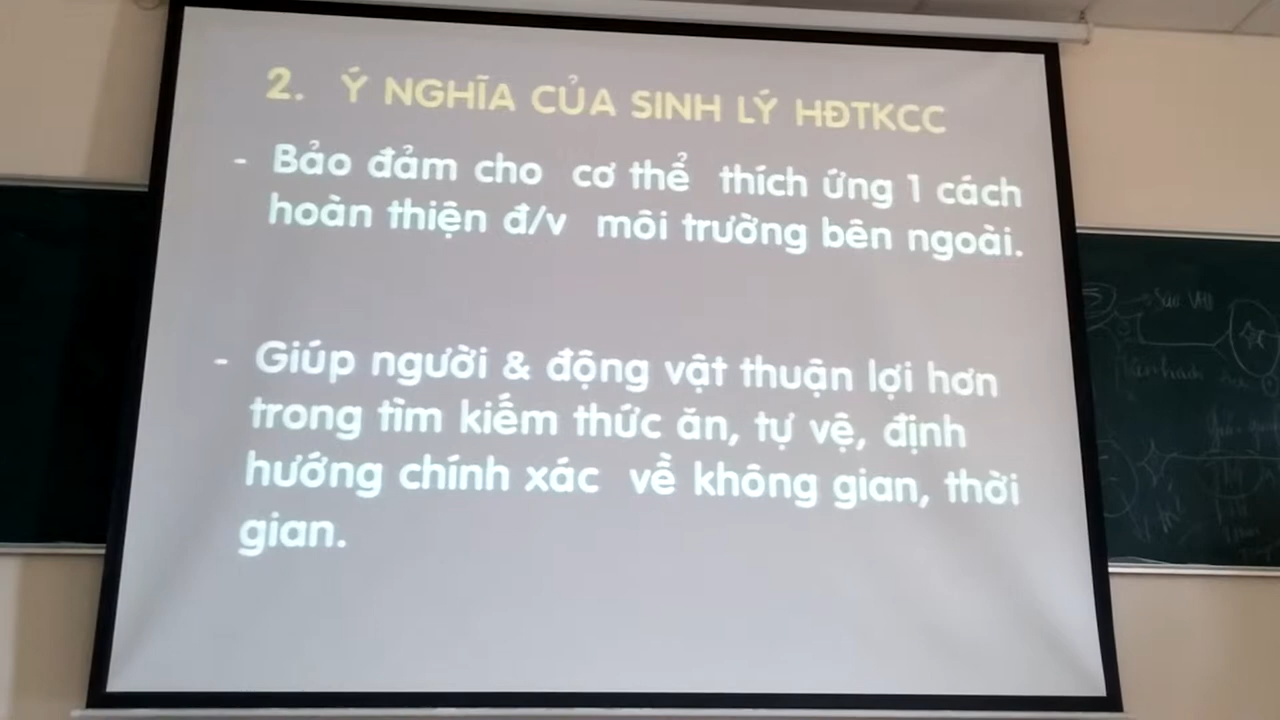 2. Ý NGHĨA CỦA SINH LÝ HĐTKCC
- Bảo đảm cho cơ thể thích ứng 1 cách
hoàn thiện đ/v môi trường bên ngoài.
- Giúp người & động vật thuận lợi hơn
trong tìm kiếm thức ăn, tự vệ, định
hướng chính xác về không gian, thời
gian.